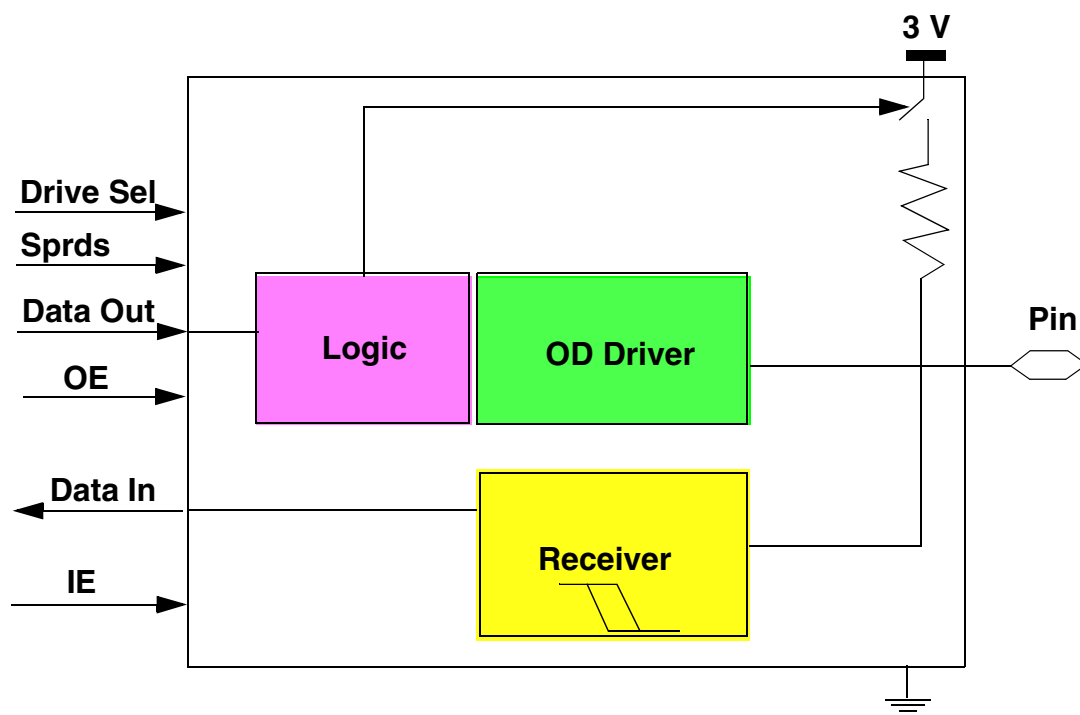 3 V
Drive Sel
Sprds
Data Out
Pin
Logic
OD Driver
OE
Data In
Receiver
IE